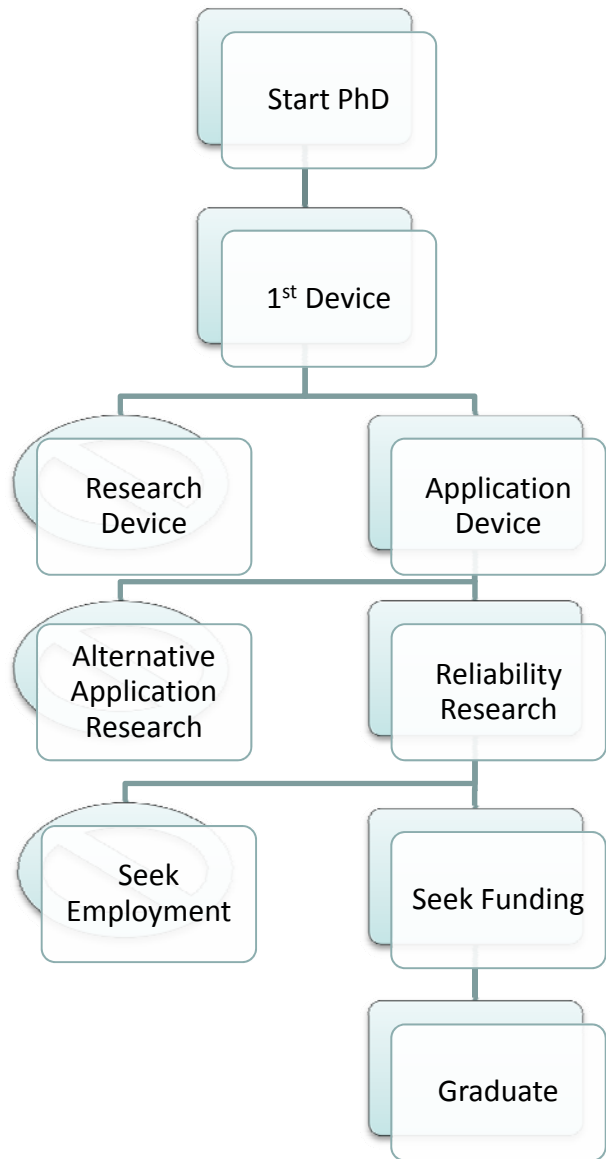 Start PhD
1st Device
Research
Device
Application
Device
Alternative
Application
Research
Reliability
Research
Seek
Employment
Seek Funding
Graduate